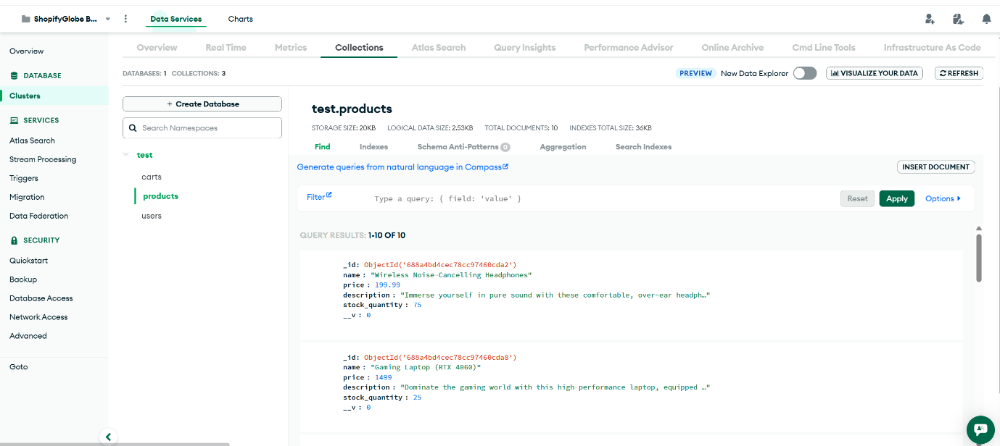 ShopifyGlobe B... Data Services Charts
Overview Real Time Metrics Collections Atlas Search Query Insights Performance Advisor Online Archive Cmd Line Tools Infrastructure As Code
Overview
DATABASE
Clusters
SERVICES
Atlas Search
Stream Processing
Triggers
Migration
Data Federation
SECURITY
Quickstart
Backup
Database Access
Network Access
Advanced
Goto
DATABASES: 1 COLLECTIONS: 3
PREVIEW New Data Explorer VISUALIZE YOUR DATA REFRESH
+ Create Database
Search Namespaces
test
carts
products
users
test.products
STORAGE SIZE: 20KB LOGICAL DATA SIZE: 2.53KB TOTAL DOCUMENTS: 10 INDEXES TOTAL SIZE: 36KB
Find Indexes Schema Anti-Patterns 0 Aggregation Search Indexes
Generate queries from natural language in Compass
INSERT DOCUMENT
Filter Type a query: { field: 'value' } Reset Apply Options
QUERY RESULTS: 1-10 OF 10
_id: ObjectId('688a4bd4cec78cc97460cda2')
name : "Wireless Noise-Cancelling Headphones"
price : 199.99
description : "Immerse yourself in pure sound with these comfortable, over-ear headph…"
stock_quantity : 75
__v : 0
_id: ObjectId('688a4bd4cec78cc97460cda8')
name : "Gaming Laptop (RTX 4060)"
price : 1499
description : "Dominate the gaming world with this high-performance laptop, equipped …"
stock_quantity : 25
__v : 0